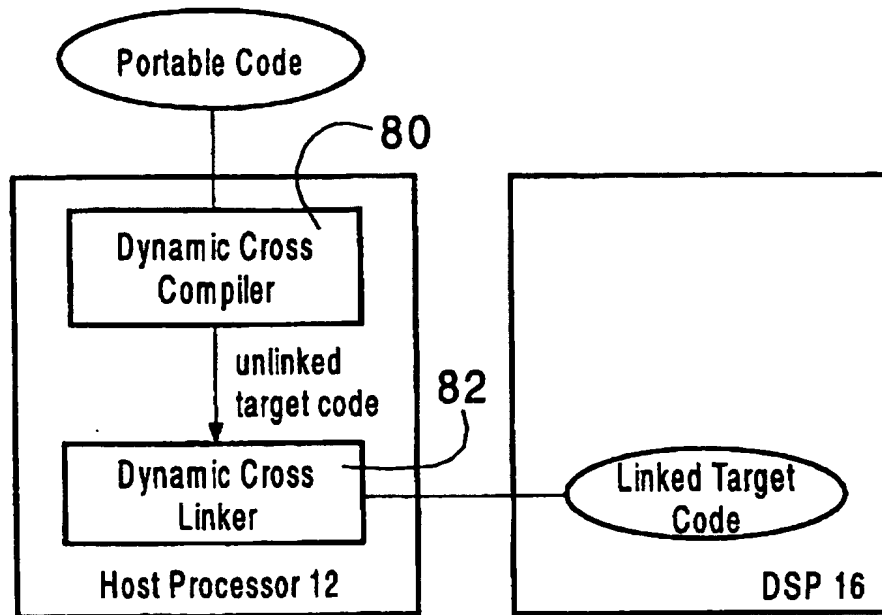 Portable Code
80
Dynamic Cross
Compiler
unlinked
target code
82
Dynamic Cross
Linker
Linked Target
Code
Host Processor 12
DSP 16